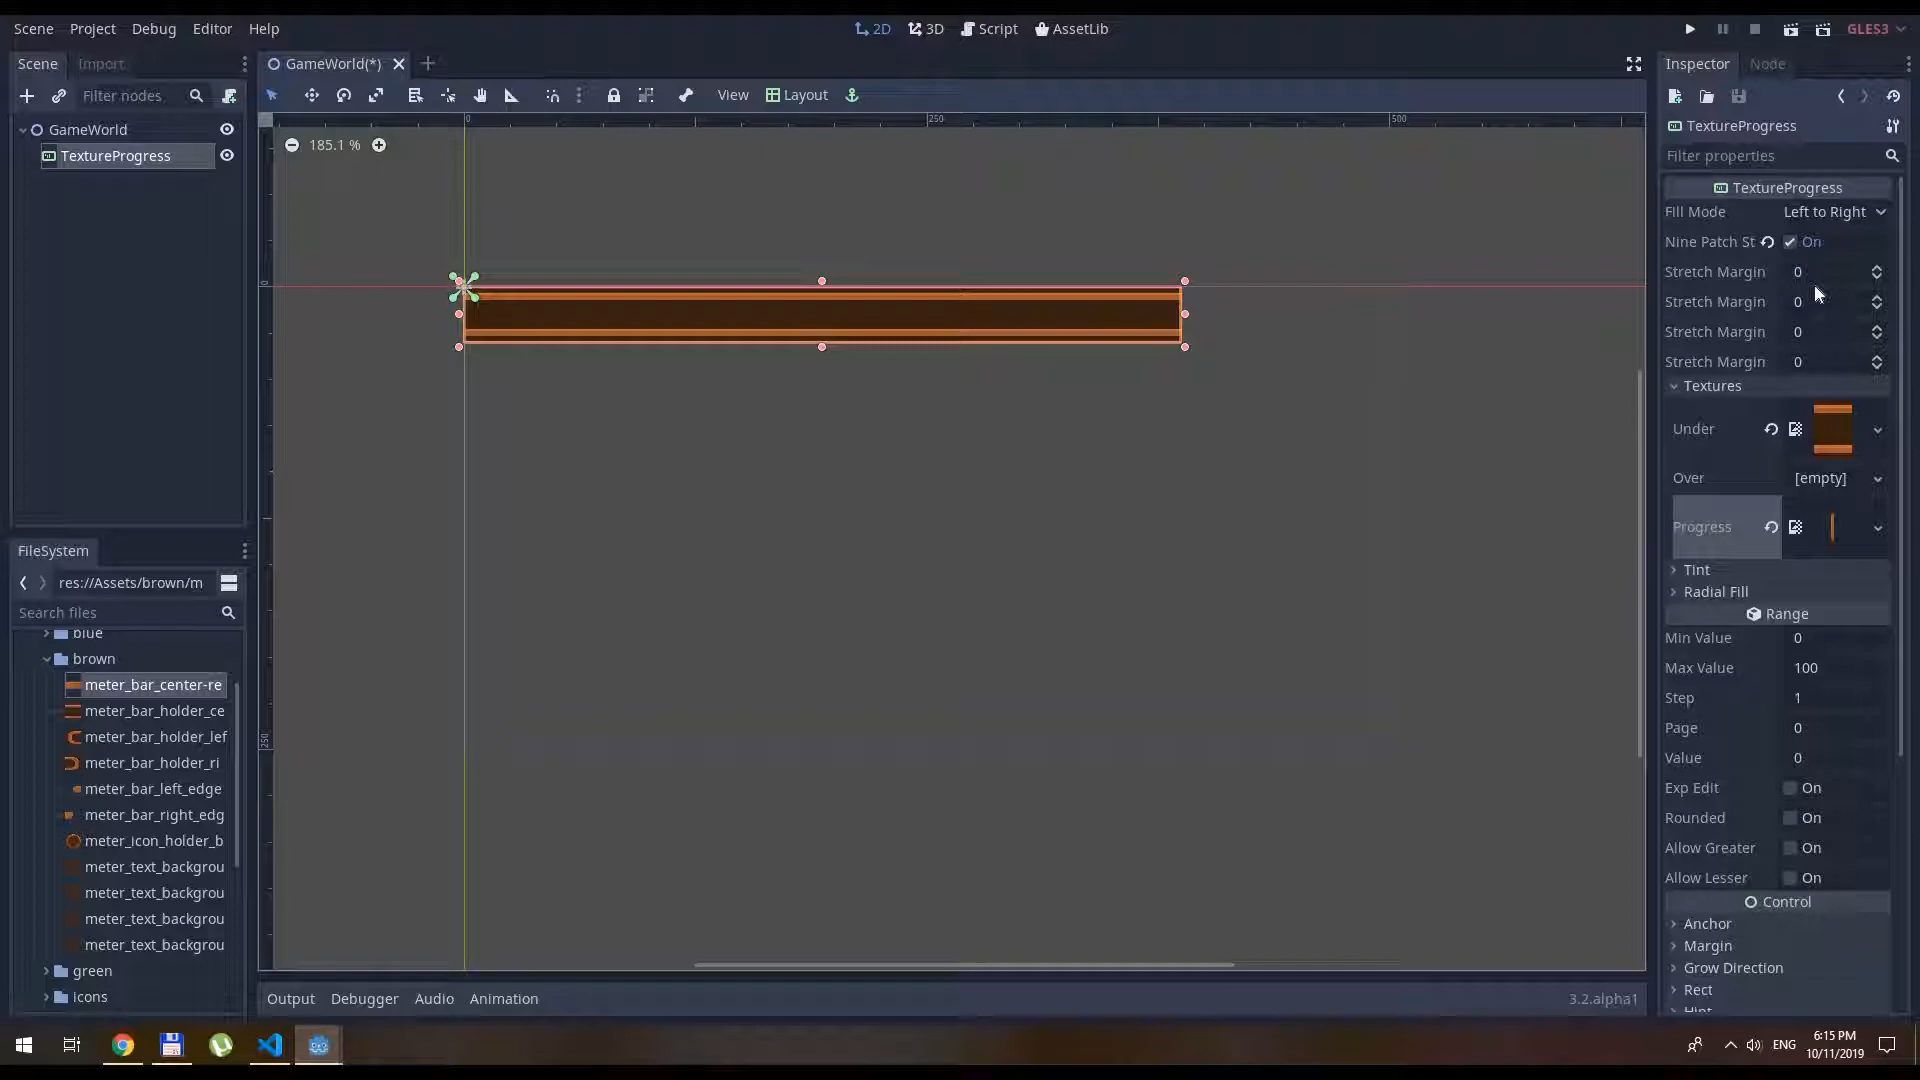 Scene Project Debug Editor Help
2D 3D Script AssetLib
GLES3
Scene Import
GameWorld(*)
Inspector Node
Filter nodes
View Layout
GameWorld
TextureProgress
0 250 500
185.1 %
0
250
TextureProgress
Filter properties
TextureProgress
Fill Mode Left to Right
Nine Patch St On
Stretch Margin 0
Stretch Margin 0
Stretch Margin 0
Stretch Margin 0
Textures
Under
Over [empty]
Progress
Tint
Radial Fill
Range
Min Value 0
Max Value 100
Step 1
Page 0
Value 0
Exp Edit On
Rounded On
Allow Greater On
Allow Lesser On
Control
Anchor
Margin
Grow Direction
Rect
FileSystem
res://Assets/brown/m
Search files
blue
brown
meter_bar_center-re
meter_bar_holder_ce
meter_bar_holder_lef
meter_bar_holder_ri
meter_bar_left_edge
meter_bar_right_edg
meter_icon_holder_b
meter_text_backgrou
meter_text_backgrou
meter_text_backgrou
meter_text_backgrou
green
icons
Output Debugger Audio Animation
3.2.alpha1
ENG
6:15 PM
10/11/2019